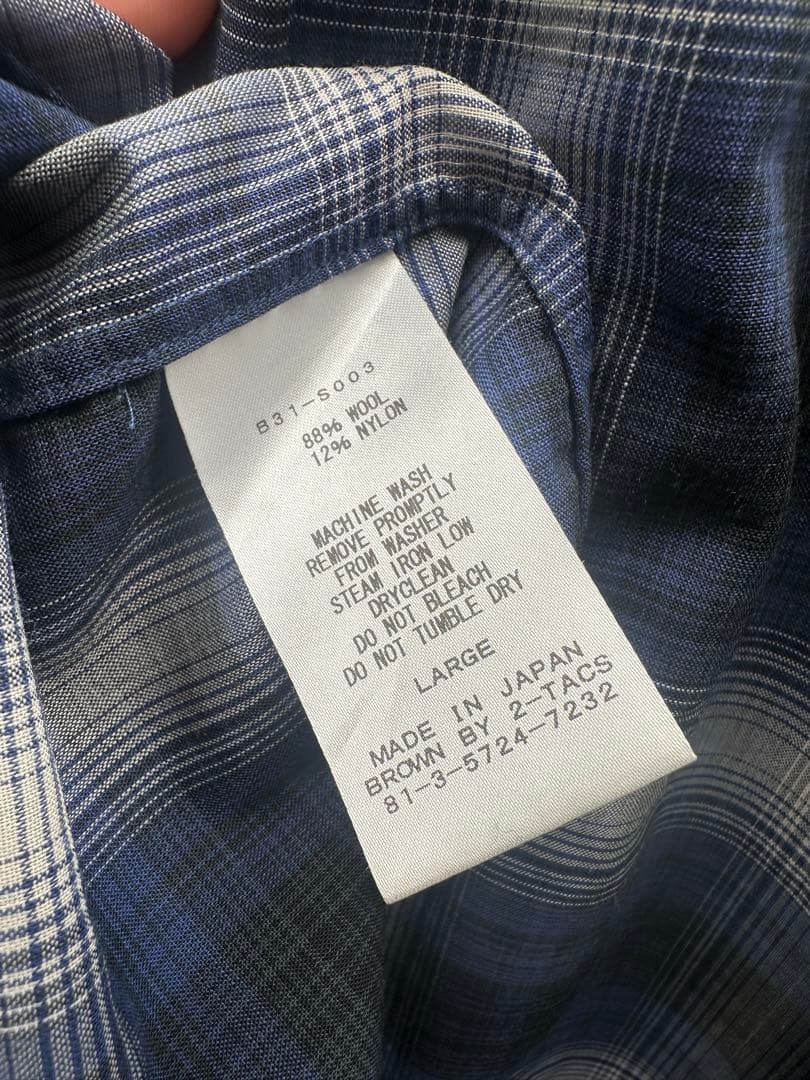 B31-S003
88% WOOL
12% NYLON
MACHINE WASH
REMOVE PROMPTLY
FROM WASHER
STEAM IRON LOW
DRYCLEAN
DO NOT BLEACH
DO NOT TUMBLE DRY
LARGE
MADE IN JAPAN
BROWN BY 2-TACS
81-3-5724-7232